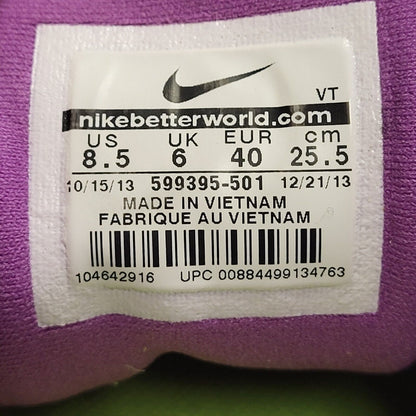 VT
nikebetterworld.com
US UK EUR cm
8.5 6 40 25.5
10/15/13 599395-501 12/21/13
MADE IN VIETNAM
FABRIQUE AU VIETNAM
104642916 UPC 00884499134763